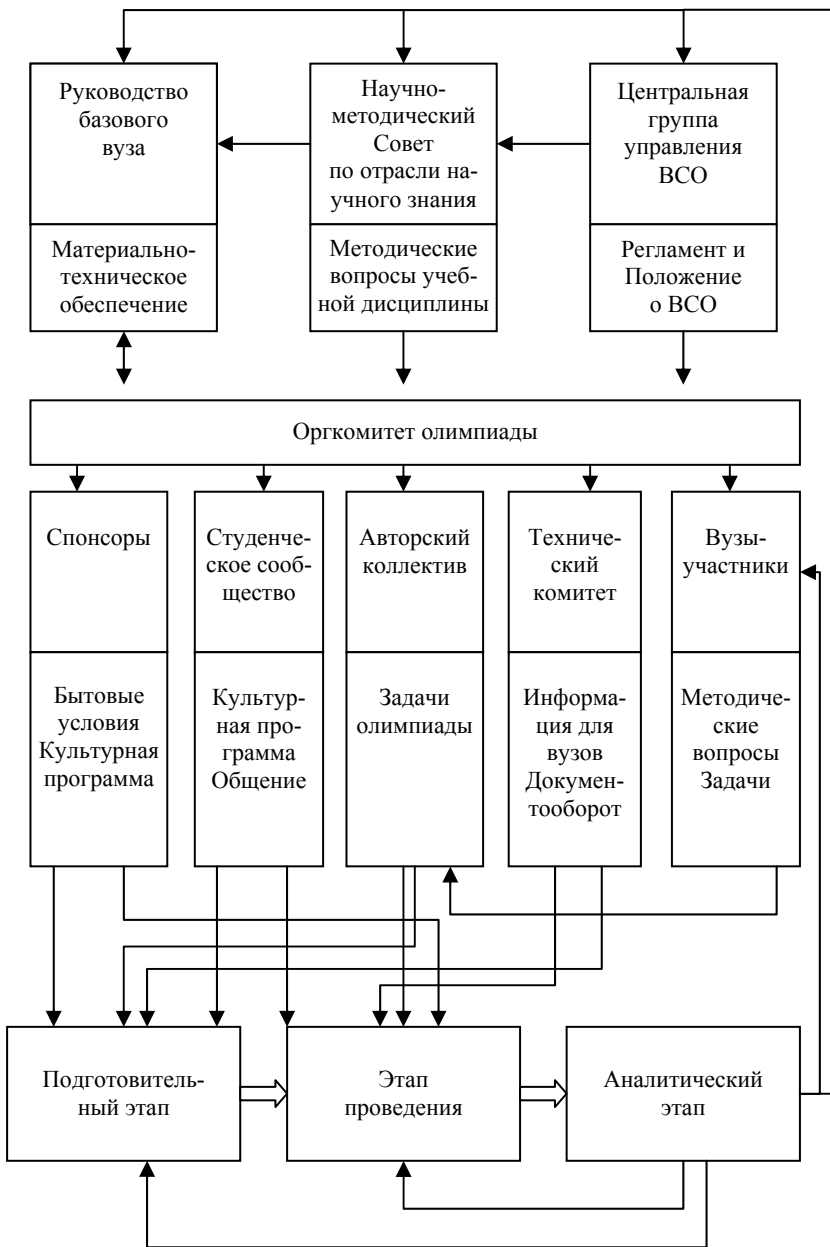 Руководство
базового
вуза
Материально-
техническое
обеспечение
Научно-
методический
Совет
по отрасли на-
учного знания
Методические
вопросы учеб-
ной дисциплины
Центральная
группа
управления
ВСО
Регламент и
Положение
о ВСО
Оргкомитет олимпиады
Спонсоры
Бытовые
условия
Культурная
программа
Студенче-
ское сооб-
щество
Культур-
ная про-
грамма
Общение
Авторский
коллектив
Задачи
олимпиады
Техниче-
ский
комитет
Информа-
ция для
вузов
Докумен-
тооборот
Вузы-
участники
Методиче-
ские
вопросы
Задачи
Подготовитель-
ный этап
Этап
проведения
Аналитический
этап